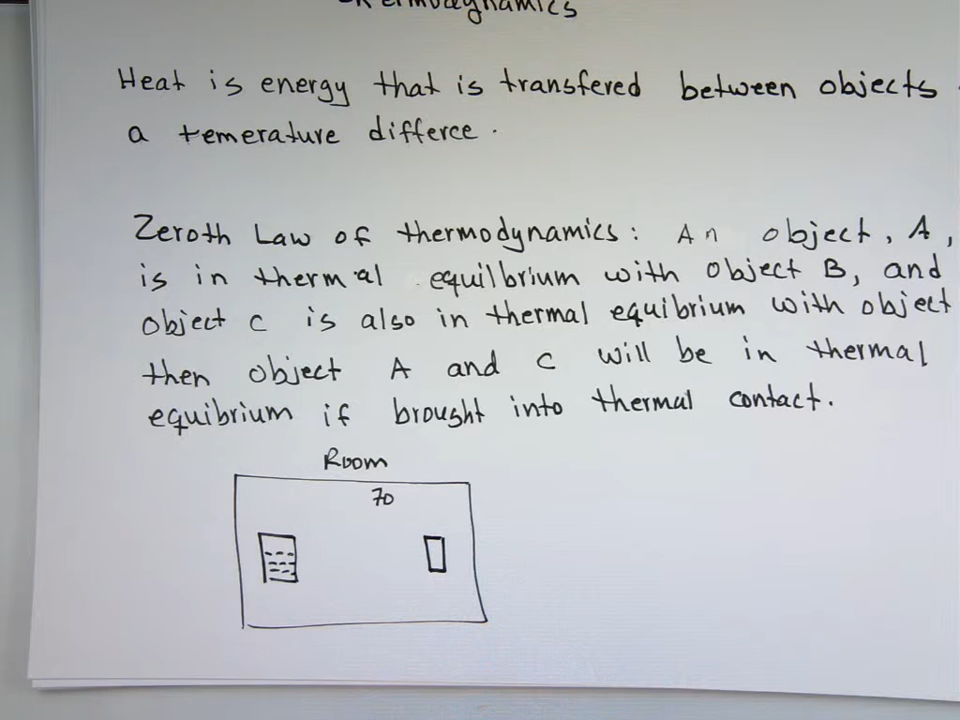 thermodynamics
Heat is energy that is transfered between objects
a temerature differce.
Zeroth Law of thermodynamics: An object, A,
is in thermal equilbrium with object B, and
object C is also in thermal equibrium with object
then object A and C will be in thermal
equibrium if brought into thermal contact.
Room
70